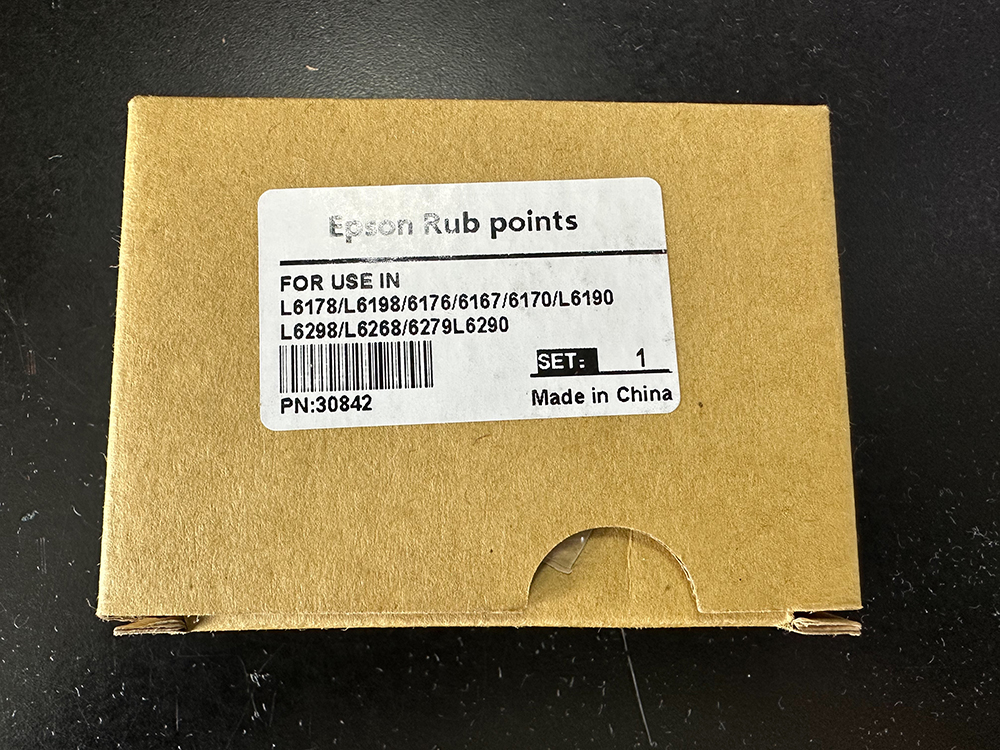 Epson Rub points
FOR USE IN
L6178/L6198/6176/6167/6170/L6190
L6298/L6268/6279L6290
SET: 1
PN:30842
Made in China